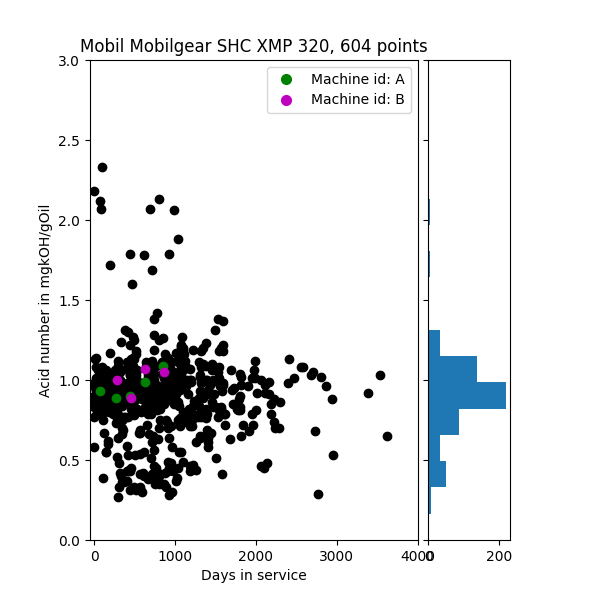 Mobil Mobilgear SHC XMP 320, 604 points
Machine id: A
Machine id: B
3.0
2.5
2.0
1.5
1.0
0.5
0.0
Acid number in mgkOH/gOil
0 1000 2000 3000 4000
0 200
Days in service